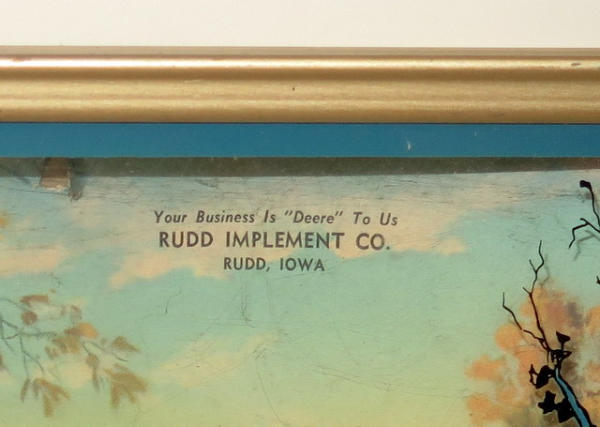 Your Business Is "Deere" To Us
RUDD IMPLEMENT CO.
RUDD, IOWA